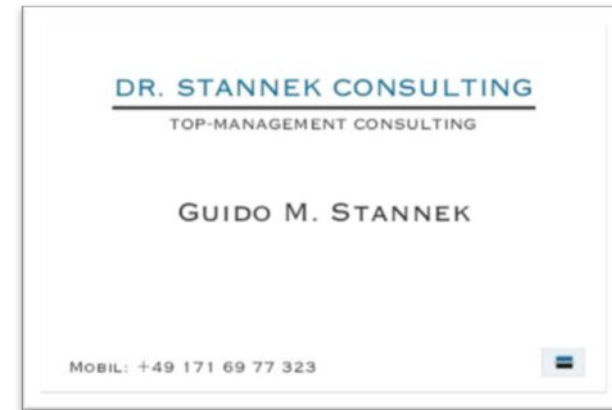 DR. STANNEK CONSULTING
TOP-MANAGEMENT CONSULTING
GUIDO M. STANNEK
MOBIL: +49 171 69 77 323